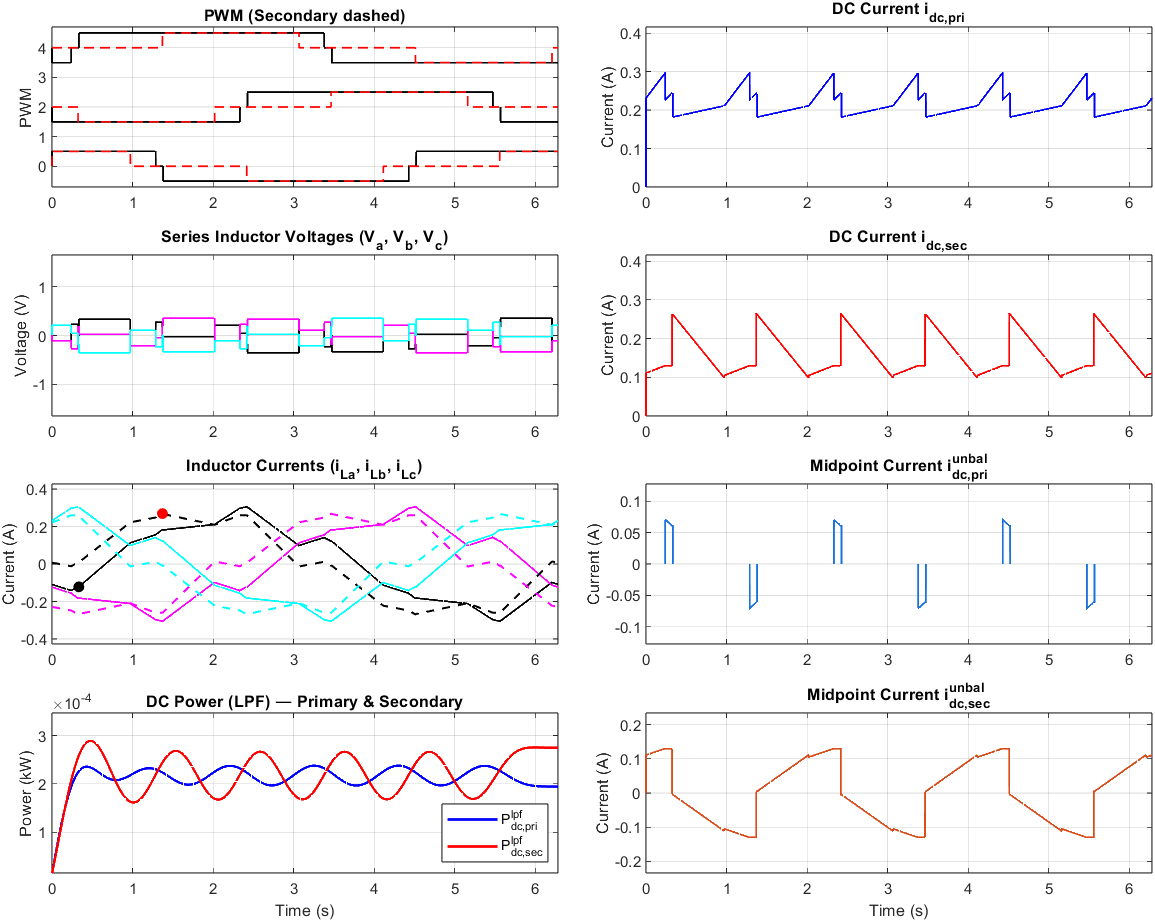 PWM (Secondary dashed)
PWM
4
3
2
1
0
0 1 2 3 4 5 6
DC Current i_dc,pri
Current (A)
0.4
0.3
0.2
0.1
0
0 1 2 3 4 5 6
Series Inductor Voltages (V_a, V_b, V_c)
Voltage (V)
1
0
-1
0 1 2 3 4 5 6
DC Current i_dc,sec
Current (A)
0.4
0.3
0.2
0.1
0
0 1 2 3 4 5 6
Inductor Currents (i_La, i_Lb, i_Lc)
Current (A)
0.4
0.2
0
-0.2
-0.4
0 1 2 3 4 5 6
Midpoint Current i^unbal_dc,pri
Current (A)
0.1
0.05
0
-0.05
-0.1
0 1 2 3 4 5 6
DC Power (LPF) — Primary & Secondary
×10^-4
Power (kW)
3
2
1
P^lpf_dc,pri
P^lpf_dc,sec
0 1 2 3 4 5 6
Time (s)
Midpoint Current i^unbal_dc,sec
Current (A)
0.2
0.1
0
-0.1
-0.2
0 1 2 3 4 5 6
Time (s)